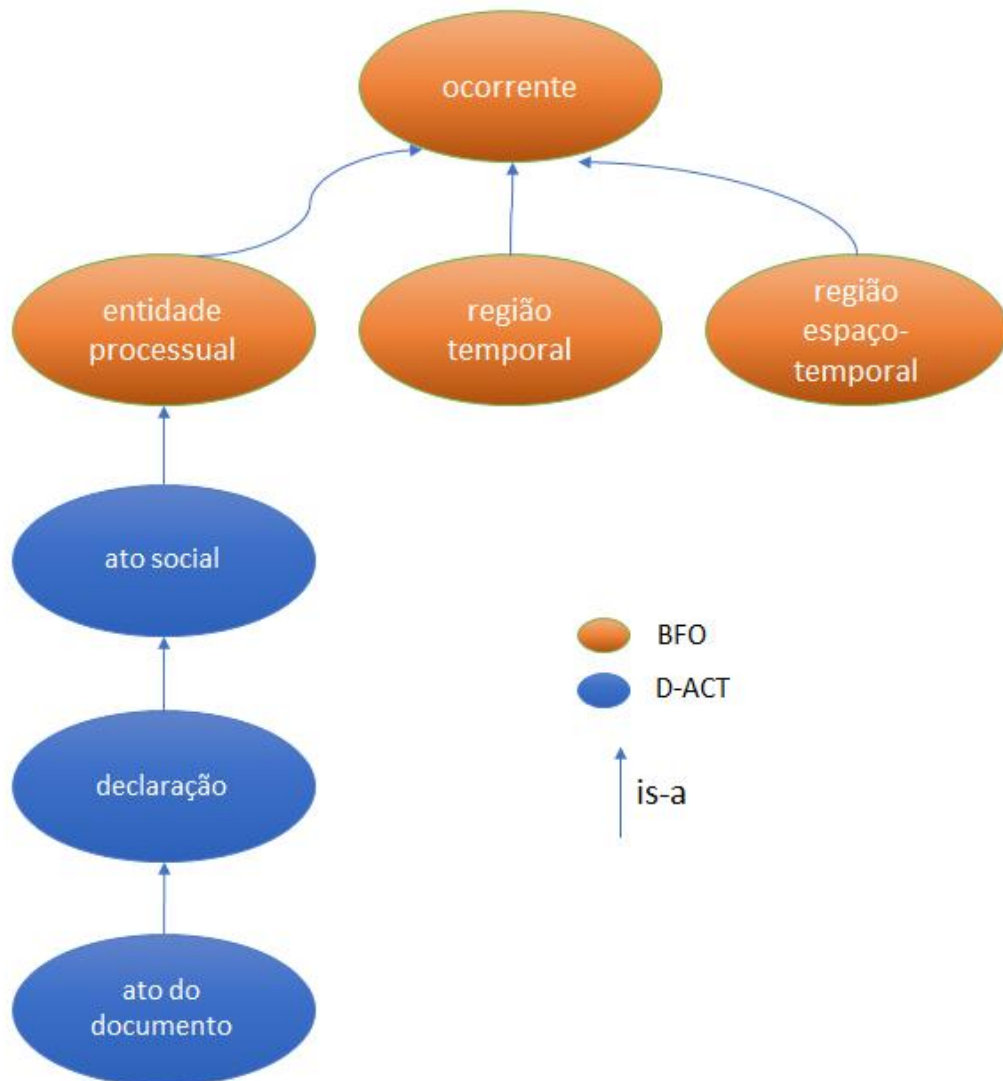 ocorrente
entidade
processual
região
temporal
região
espaço-
temporal
ato social
declaração
ato do
documento
BFO
D-ACT
is-a